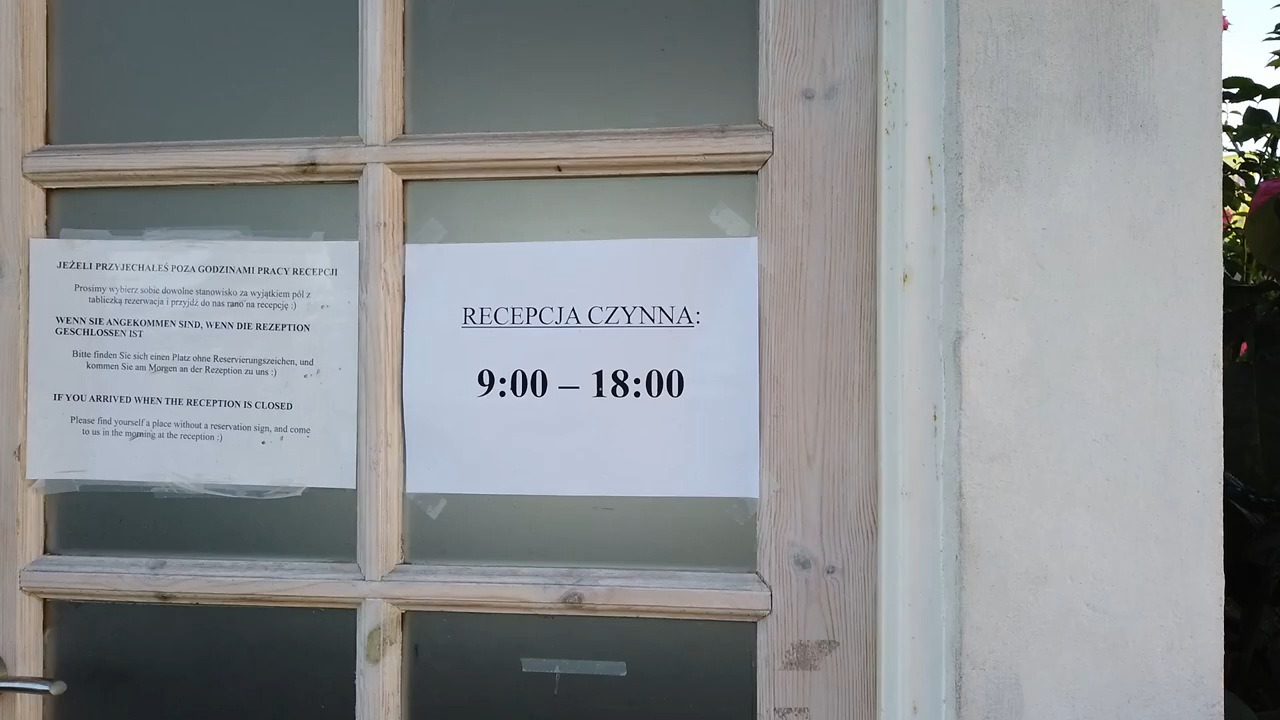 JEŻELI PRZYJECHAŁEŚ POZA GODZINAMI PRACY RECEPCJI
Prosimy wybierz sobie dowolne stanowisko za wyjątkiem pól z
tabliczką rezerwacja i przyjdź do nas rano na recepcję :)
WENN SIE ANGEKOMMEN SIND, WENN DIE REZEPTION
GESCHLOSSEN IST
Bitte finden Sie sich einen Platz ohne Reservierungszeichen, und
kommen Sie am Morgen an der Rezeption zu uns :)
IF YOU ARRIVED WHEN THE RECEPTION IS CLOSED
Please find yourself a place without a reservation sign, and come
to us in the morning at the reception :)
RECEPCJA CZYNNA:
9:00 – 18:00